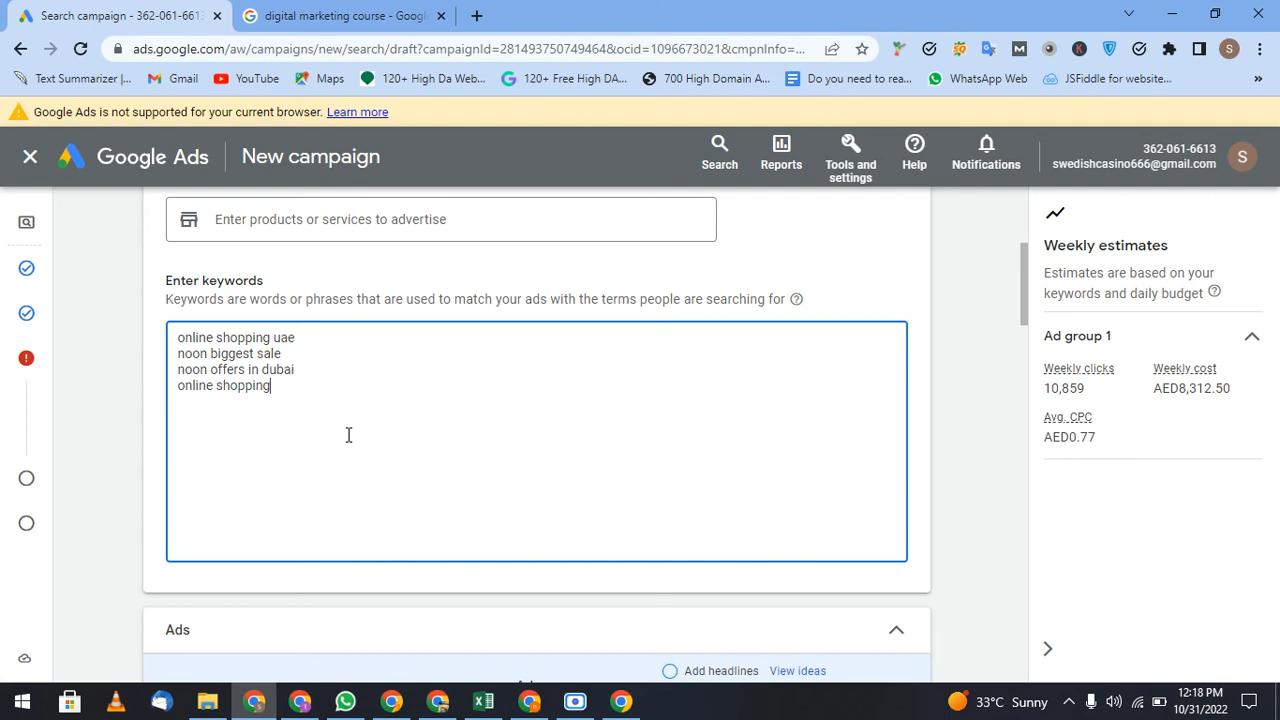 Search campaign - 362-061-6613
digital marketing course - Google
ads.google.com/aw/campaigns/new/search/draft?campaignId=281493750749464&ocid=1096673021&cmpnInfo=...
Text Summarizer |...
Gmail
YouTube
Maps
120+ High Da Web...
120+ Free High DA...
700 High Domain A...
Do you need to rea...
WhatsApp Web
JSFiddle for website...
»
Google Ads is not supported for your current browser. Learn more
Google Ads
New campaign
Search
Reports
Tools and settings
Help
Notifications
362-061-6613
swedishcasino666@gmail.com
S
Enter products or services to advertise
Enter keywords
Keywords are words or phrases that are used to match your ads with the terms people are searching for
online shopping uae
noon biggest sale
noon offers in dubai
online shopping
Ads
Add headlines
View ideas
Weekly estimates
Estimates are based on your
keywords and daily budget
Ad group 1
Weekly clicks
Weekly cost
10,859
AED8,312.50
Avg. CPC
AED0.77
33°C Sunny
12:18 PM
10/31/2022